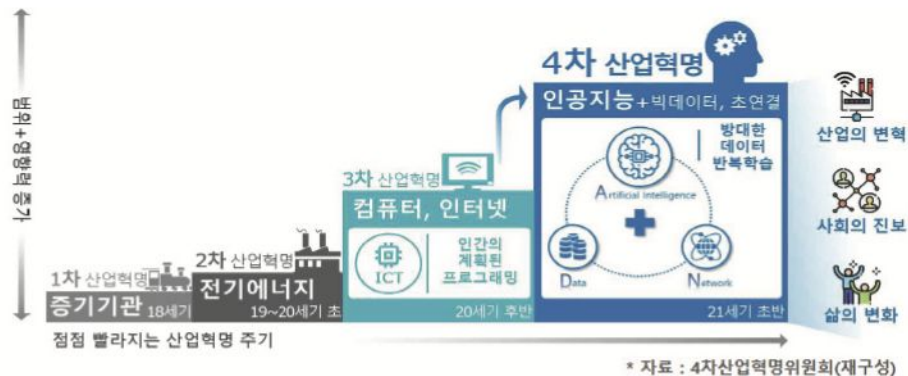 범위+영향력 증가
1차 산업혁명
증기기관 18세기
2차 산업혁명
전기에너지
19~20세기 초
3차 산업혁명
컴퓨터, 인터넷
ICT
인간의
계획된
프로그래밍
20세기 후반
4차 산업혁명
인공지능+빅데이터, 초연결
방대한
데이터
반복학습
Artificial Intelligence
Data
Network
21세기 초반
산업의 변혁
사회의 진보
삶의 변화
점점 빨라지는 산업혁명 주기
* 자료 : 4차산업혁명위원회(재구성)